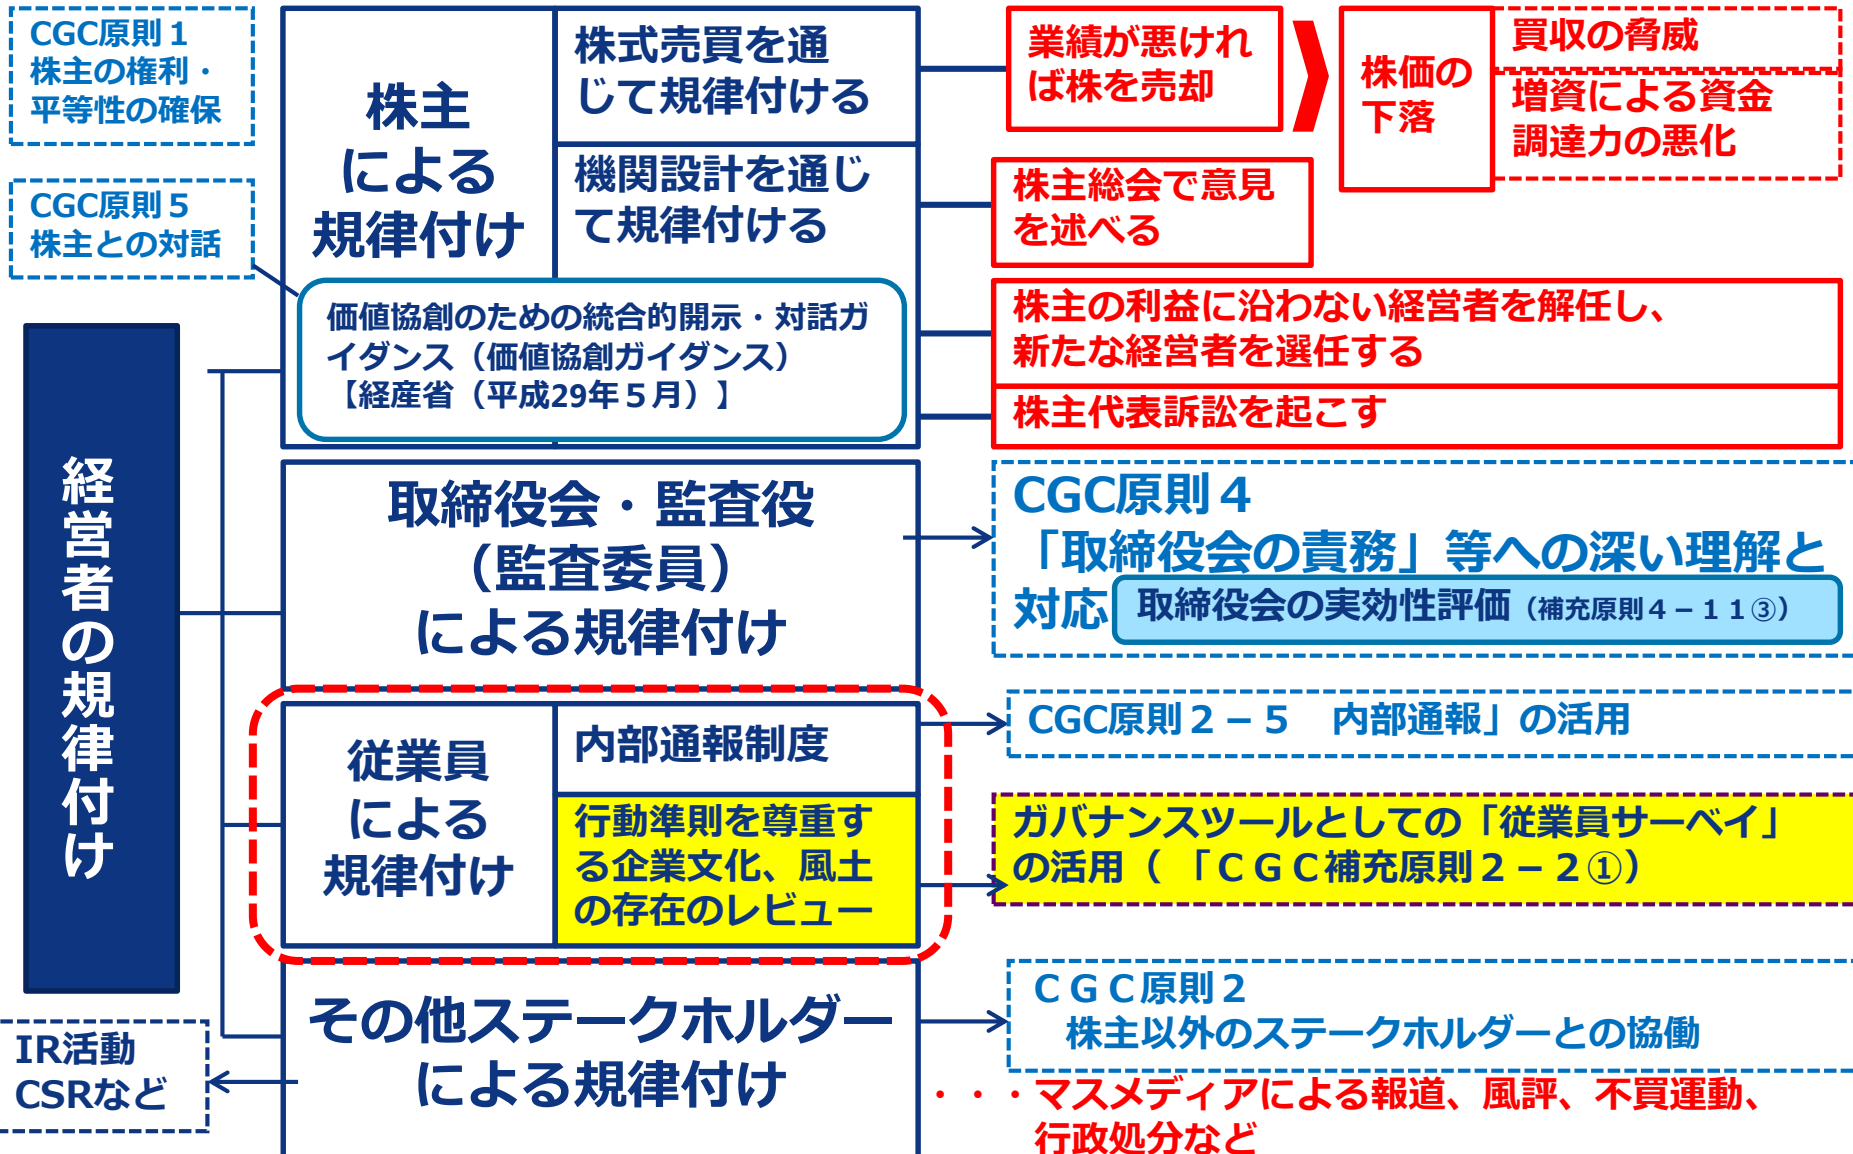 CGC原則１
株主の権利・
平等性の確保
CGC原則５
株主との対話
経営者の規律付け
IR活動
CSRなど
株主
による
規律付け
株式売買を通
じて規律付ける
機関設計を通じ
て規律付ける
価値協創のための統合的開示・対話ガ
イダンス（価値協創ガイダンス）
【経産省（平成29年５月）】
業績が悪けれ
ば株を売却
株価の
下落
買収の脅威
増資による資金
調達力の悪化
株主総会で意見
を述べる
株主の利益に沿わない経営者を解任し、
新たな経営者を選任する
株主代表訴訟を起こす
取締役会・監査役
（監査委員）
による規律付け
CGC原則４
「取締役会の責務」等への深い理解と
対応
取締役会の実効性評価（補充原則４－１１③）
従業員
による
規律付け
内部通報制度
行動準則を尊重す
る企業文化、風土
の存在のレビュー
CGC原則２－５　内部通報」の活用
ガバナンスツールとしての「従業員サーベイ」
の活用（ 「ＣＧＣ補充原則２－２①）
その他ステークホルダー
による規律付け
ＣＧＣ原則２
株主以外のステークホルダーとの協働
・・・マスメディアによる報道、風評、不買運動、
行政処分など